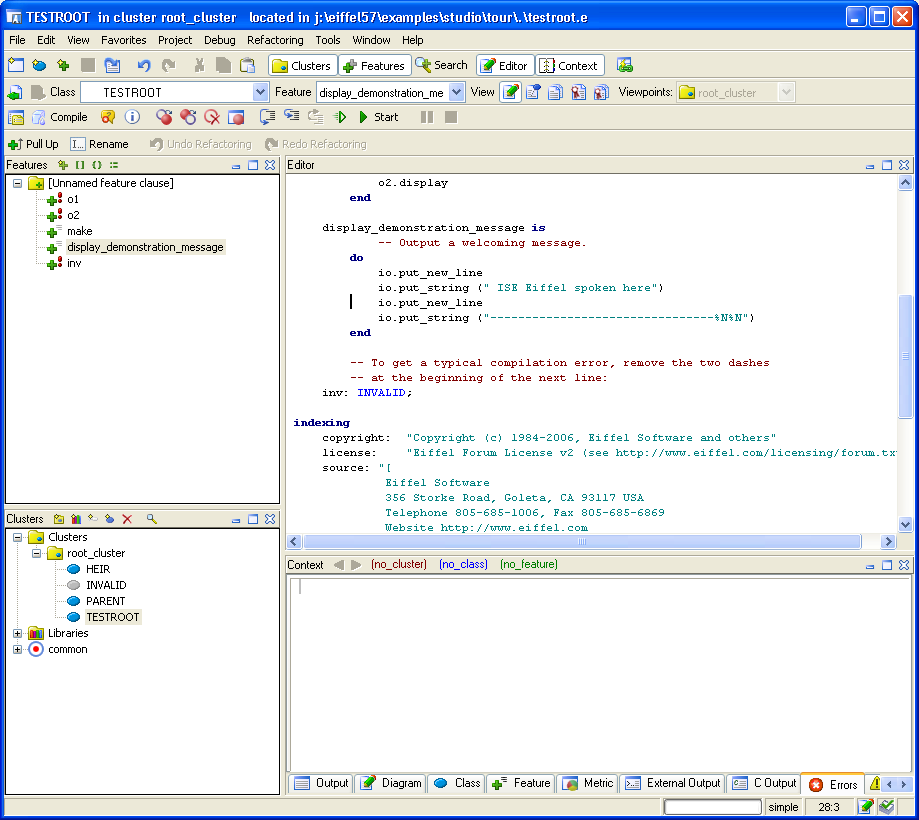 TESTROOT in cluster root_cluster located in j:\eiffel57\examples\studio\tour\.\testroot.e
File Edit View Favorites Project Debug Refactoring Tools Window Help
Clusters Features Search Editor Context
Class TESTROOT Feature display_demonstration_me View Viewpoints: root_cluster
Compile Start
Pull Up I... Rename Undo Refactoring Redo Refactoring
Features
[Unnamed feature clause]
o1
o2
make
display_demonstration_message
inv
Clusters
Clusters
root_cluster
HEIR
INVALID
PARENT
TESTROOT
Libraries
common
Editor
o2.display
end
display_demonstration_message is
-- Output a welcoming message.
do
io.put_new_line
io.put_string (" ISE Eiffel spoken here")
io.put_new_line
io.put_string ("--------------------------------%N%N")
end
-- To get a typical compilation error, remove the two dashes
-- at the beginning of the next line:
inv: INVALID;
indexing
copyright: "Copyright (c) 1984-2006, Eiffel Software and others"
license: "Eiffel Forum License v2 (see http://www.eiffel.com/licensing/forum.tx
source: "[
Eiffel Software
356 Storke Road, Goleta, CA 93117 USA
Telephone 805-685-1006, Fax 805-685-6869
Website http://www.eiffel.com
Context (no_cluster) (no_class) (no_feature)
Output Diagram Class Feature Metric External Output C Output Errors
simple 28:3